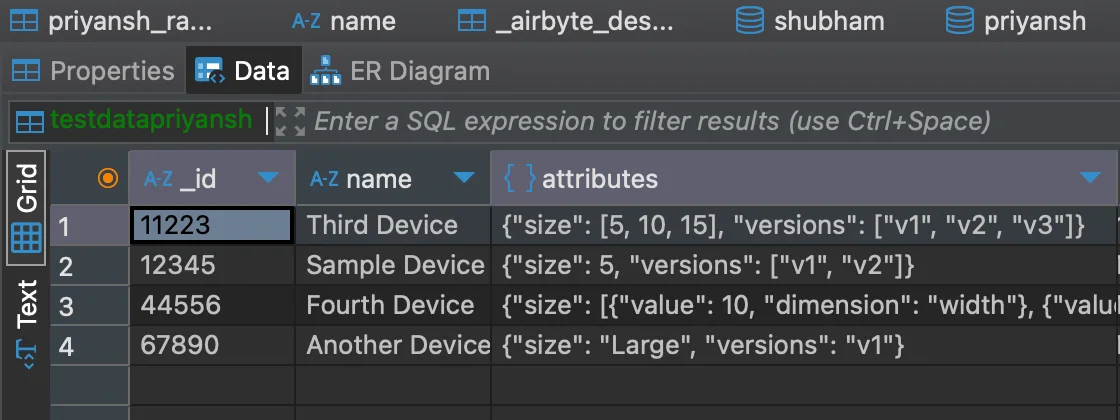 priyansh_ra... A-Z name _airbyte_des... shubham priyansh
Properties Data ER Diagram
testdatapriyansh Enter a SQL expression to filter results (use Ctrl+Space)
Grid
Text
A-Z _id A-Z name { } attributes
1 11223 Third Device {"size": [5, 10, 15], "versions": ["v1", "v2", "v3"]}
2 12345 Sample Device {"size": 5, "versions": ["v1", "v2"]}
3 44556 Fourth Device {"size": [{"value": 10, "dimension": "width"}, {"valu
4 67890 Another Device {"size": "Large", "versions": "v1"}